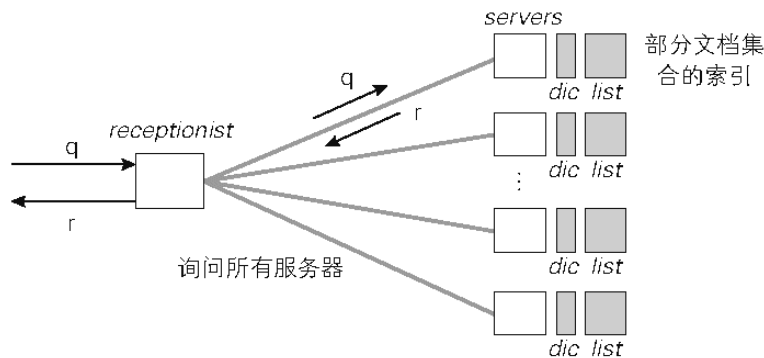 servers
部分文档集
合的索引
q
dic list
r
receptionist
q
dic list
⋮
r
询问所有服务器
dic list
dic list